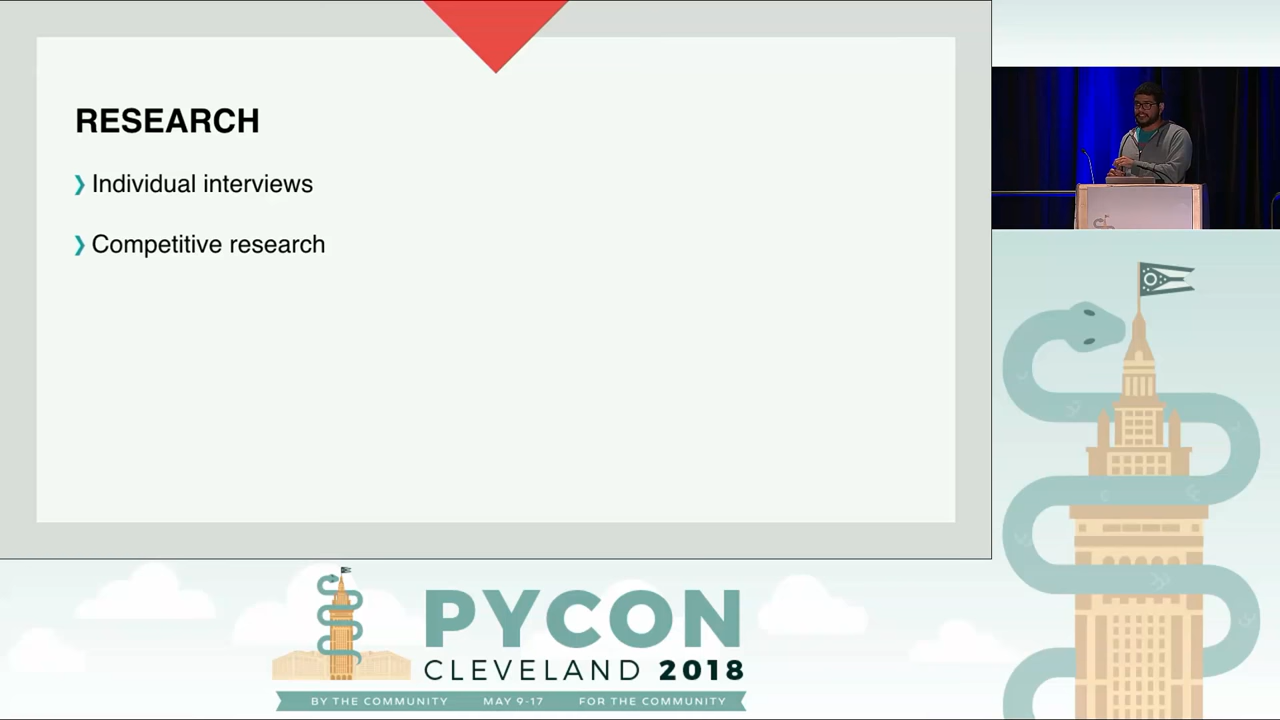 RESEARCH
❯ Individual interviews
❯ Competitive research
PYCON
CLEVELAND 2018
BY THE COMMUNITY MAY 9-17 FOR THE COMMUNITY